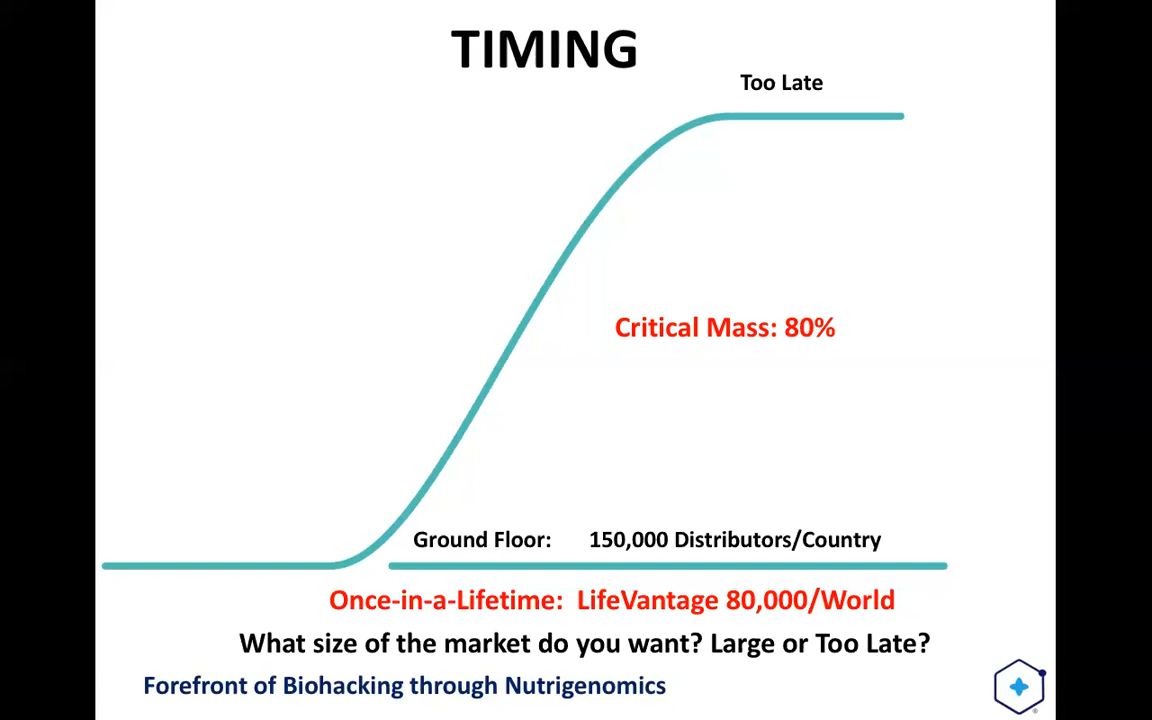 TIMING
Too Late
Critical Mass: 80%
Ground Floor: 150,000 Distributors/Country
Once-in-a-Lifetime: LifeVantage 80,000/World
What size of the market do you want? Large or Too Late?
Forefront of Biohacking through Nutrigenomics
®